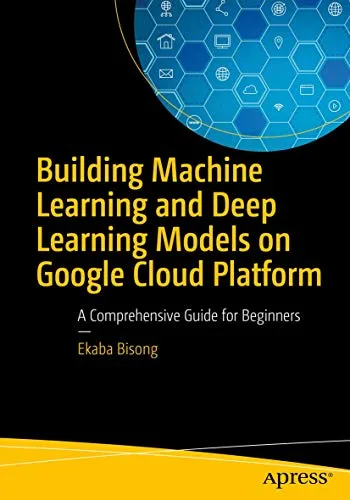 Building Machine
Learning and Deep
Learning Models on
Google Cloud Platform
A Comprehensive Guide for Beginners
—
Ekaba Bisong
Apress®